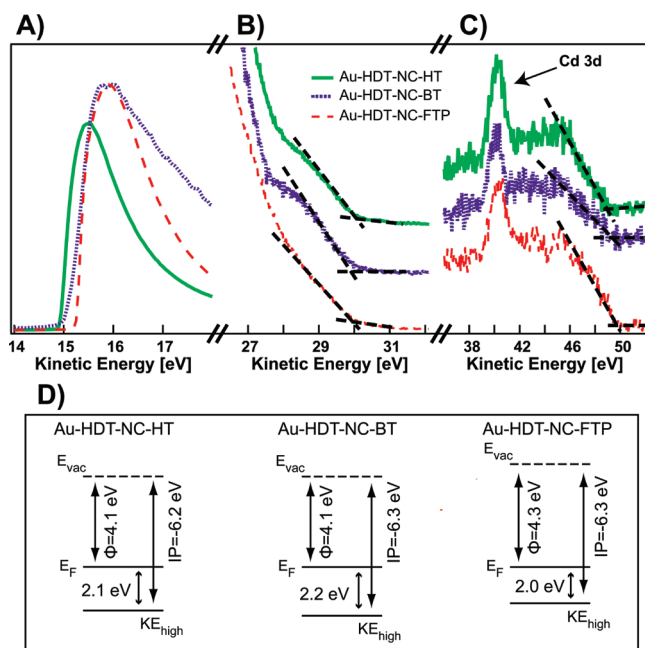 A)
B)
C)
Cd 3d
Au-HDT-NC-HT
Au-HDT-NC-BT
Au-HDT-NC-FTP
14 15 16 17
27 29 31
38 42 46 50
Kinetic Energy [eV]
Kinetic Energy [eV]
Kinetic Energy [eV]
D)
Au-HDT-NC-HT
Au-HDT-NC-BT
Au-HDT-NC-FTP
Evac
Φ=4.1 eV
IP=-6.2 eV
EF
2.1 eV
KEhigh
Evac
Φ=4.1 eV
IP=-6.3 eV
EF
2.2 eV
KEhigh
Evac
Φ=4.3 eV
IP=-6.3 eV
EF
2.0 eV
KEhigh